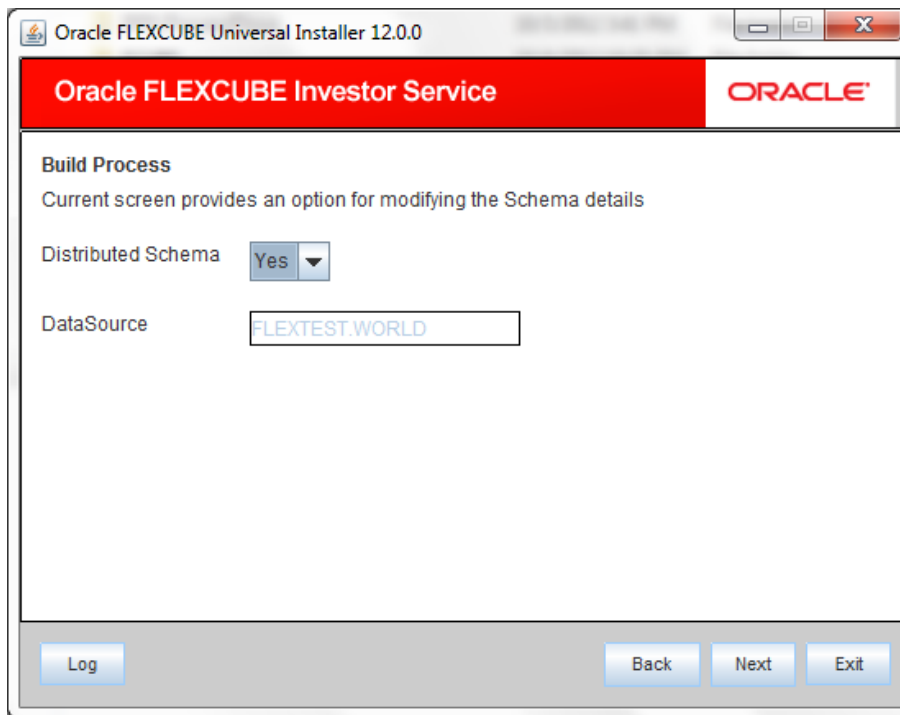 Oracle FLEXCUBE Universal Installer 12.0.0
Oracle FLEXCUBE Investor Service
ORACLE
Build Process
Current screen provides an option for modifying the Schema details
Distributed Schema Yes
DataSource FLEXTEST.WORLD
Log Back Next Exit